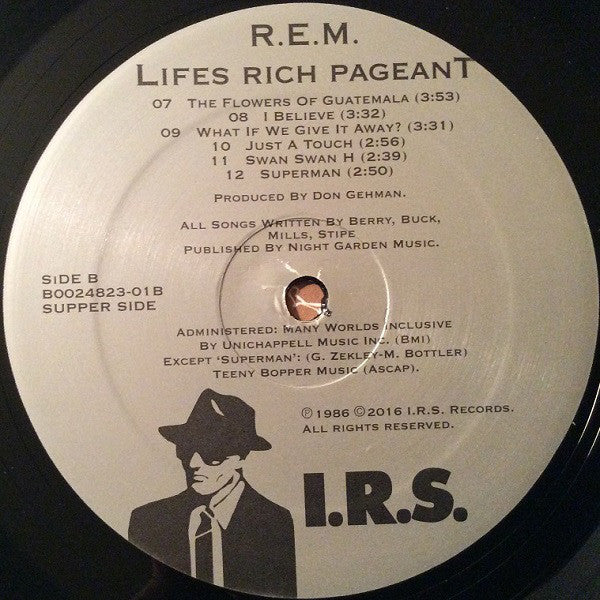 R.E.M.
LIFES RICH PAGEANT
07 THE FLOWERS OF GUATEMALA (3:53)
08 I BELIEVE (3:32)
09 WHAT IF WE GIVE IT AWAY? (3:31)
10 JUST A TOUCH (2:56)
11 SWAN SWAN H (2:39)
12 SUPERMAN (2:50)
PRODUCED BY DON GEHMAN.
ALL SONGS WRITTEN BY BERRY, BUCK,
MILLS, STIPE
PUBLISHED BY NIGHT GARDEN MUSIC.
SiDE B
B0024823-01B
SUPPER SIDE
ADMINISTERED: MANY WORLDS INCLUSIVE
BY UNICHAPPELL MUSIC INC. (BMI)
EXCEPT 'SUPERMAN': (G. ZEKLEY-M. BOTTLER)
TEENY BOPPER MUSIC (ASCAP).
℗ 1986 © 2016 I.R.S. RECORDS.
ALL RIGHTS RESERVED.
I.R.S.